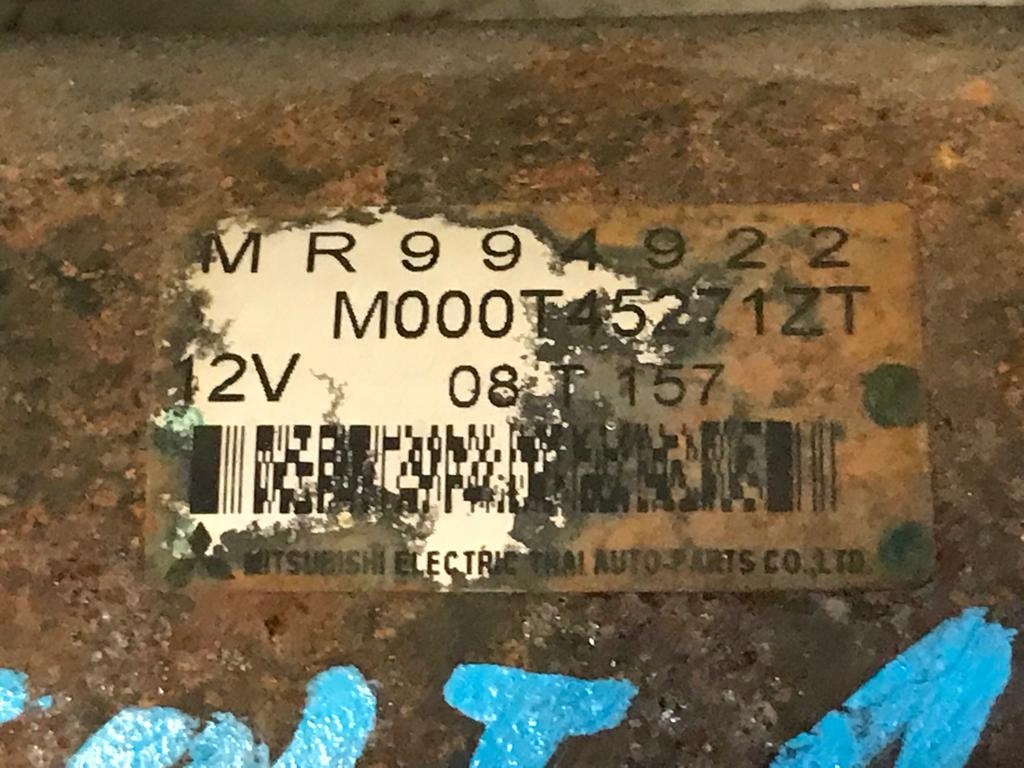 MR994922
M000T45271ZT
12V 08 T 157
MITSUBISHI ELECTRIC THAI AUTO-PARTS CO.,LTD.